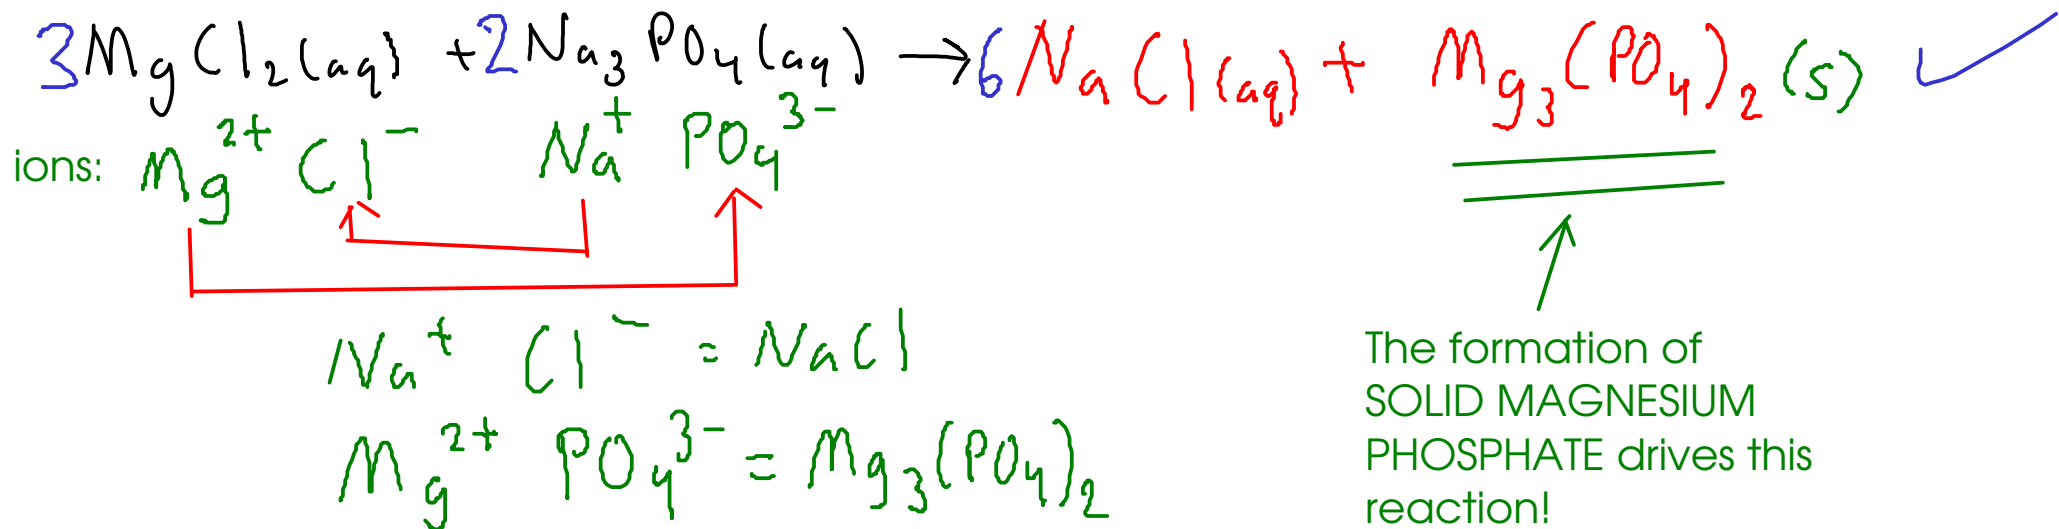 3MgCl₂(aq) + 2Na₃PO₄(aq) → 6NaCl(aq) + Mg₃(PO₄)₂(s) ✓
ions: Mg²⁺ Cl⁻ Na⁺ PO₄³⁻
Na⁺ Cl⁻ = NaCl
Mg²⁺ PO₄³⁻ = Mg₃(PO₄)₂
The formation of
SOLID MAGNESIUM
PHOSPHATE drives this
reaction!